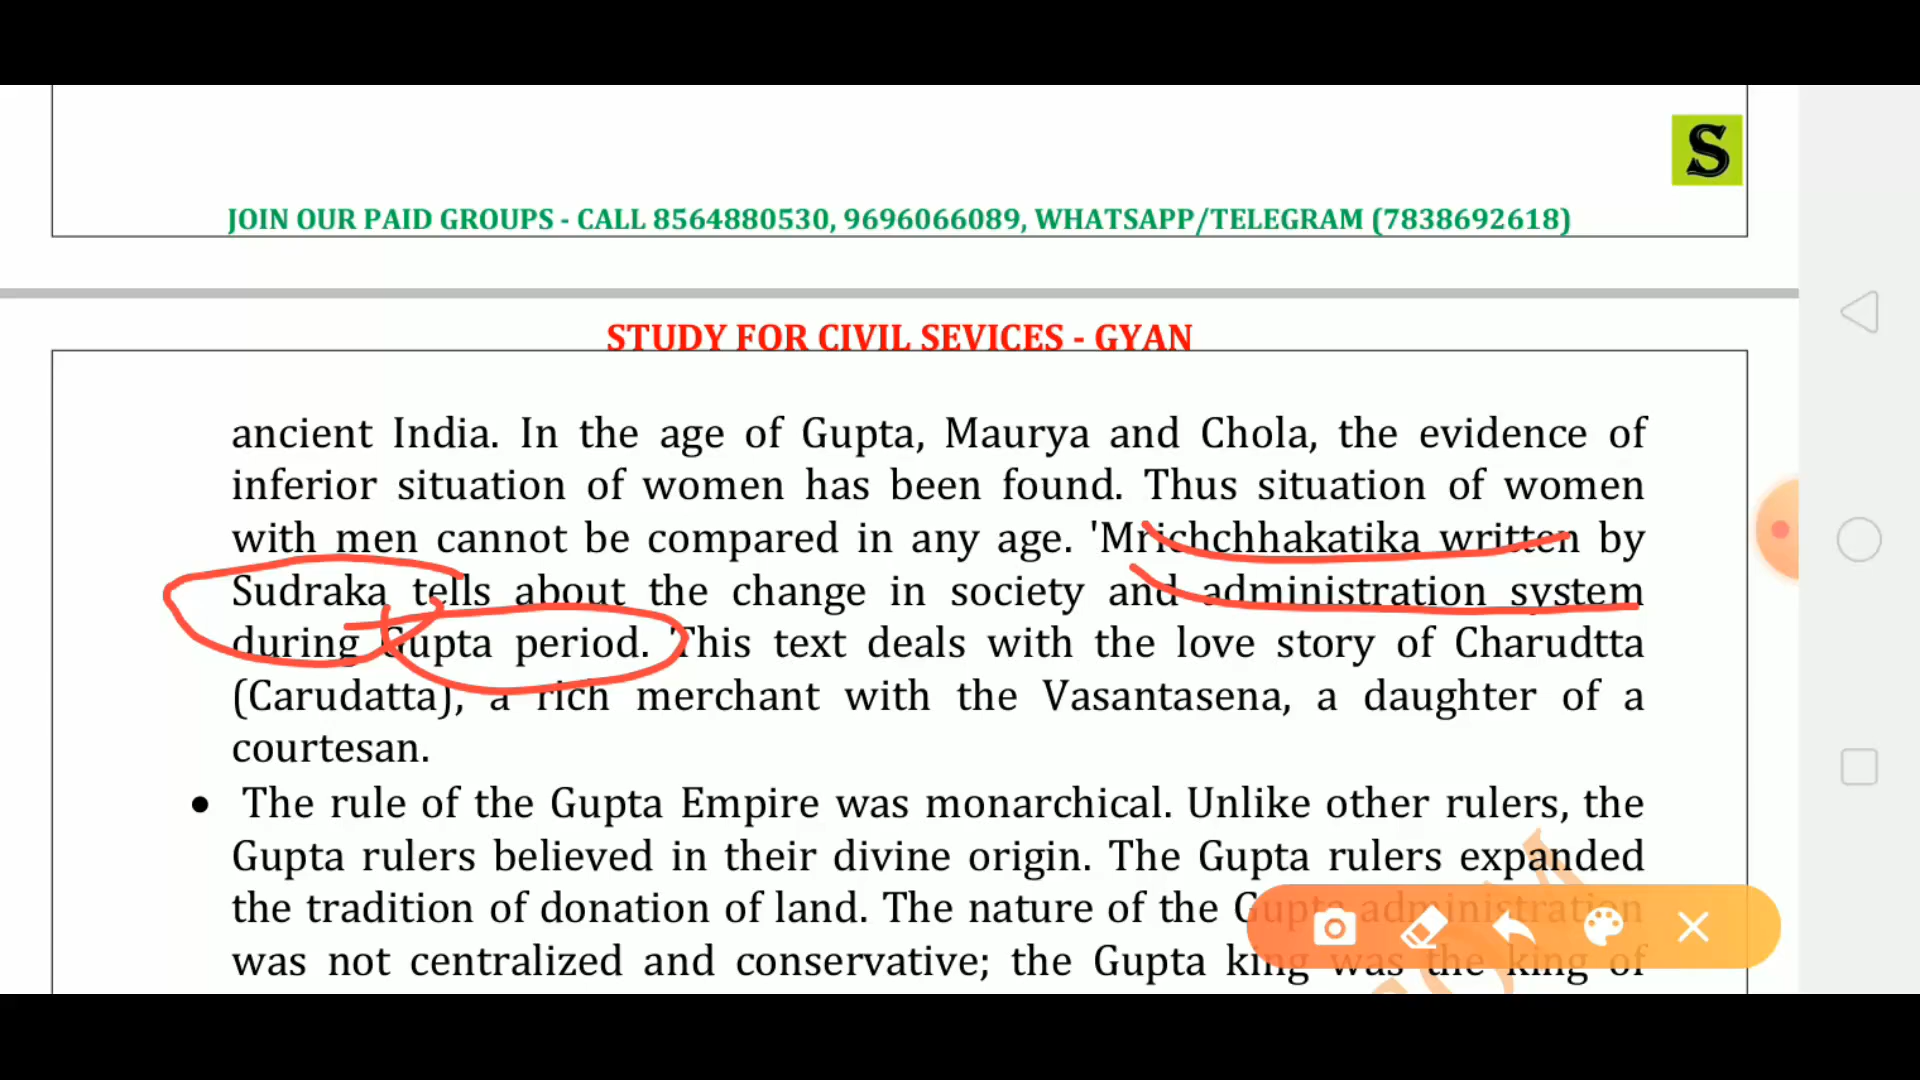 S
JOIN OUR PAID GROUPS - CALL 8564880530, 9696066089, WHATSAPP/TELEGRAM (7838692618)
STUDY FOR CIVIL SEVICES - GYAN
ancient India. In the age of Gupta, Maurya and Chola, the evidence of
inferior situation of women has been found. Thus situation of women
with men cannot be compared in any age. 'Mrichchhakatika written by
Sudraka tells about the change in society and administration system
during Gupta period. This text deals with the love story of Charudtta
(Carudatta), a rich merchant with the Vasantasena, a daughter of a
courtesan.
• The rule of the Gupta Empire was monarchical. Unlike other rulers, the
Gupta rulers believed in their divine origin. The Gupta rulers expanded
the tradition of donation of land. The nature of the Gupta administration
was not centralized and conservative; the Gupta king was the king of